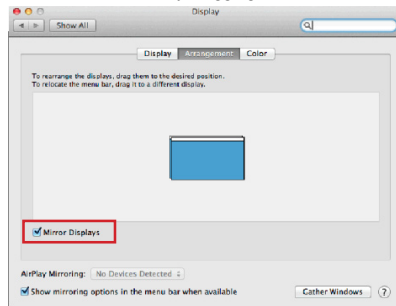 Display
Show All
Display Arrangement Color
To rearrange the displays, drag them to the desired position.
To relocate the menu bar, drag it to a different display.
Mirror Displays
AirPlay Mirroring: No Devices Detected
Show mirroring options in the menu bar when available
Gather Windows ?